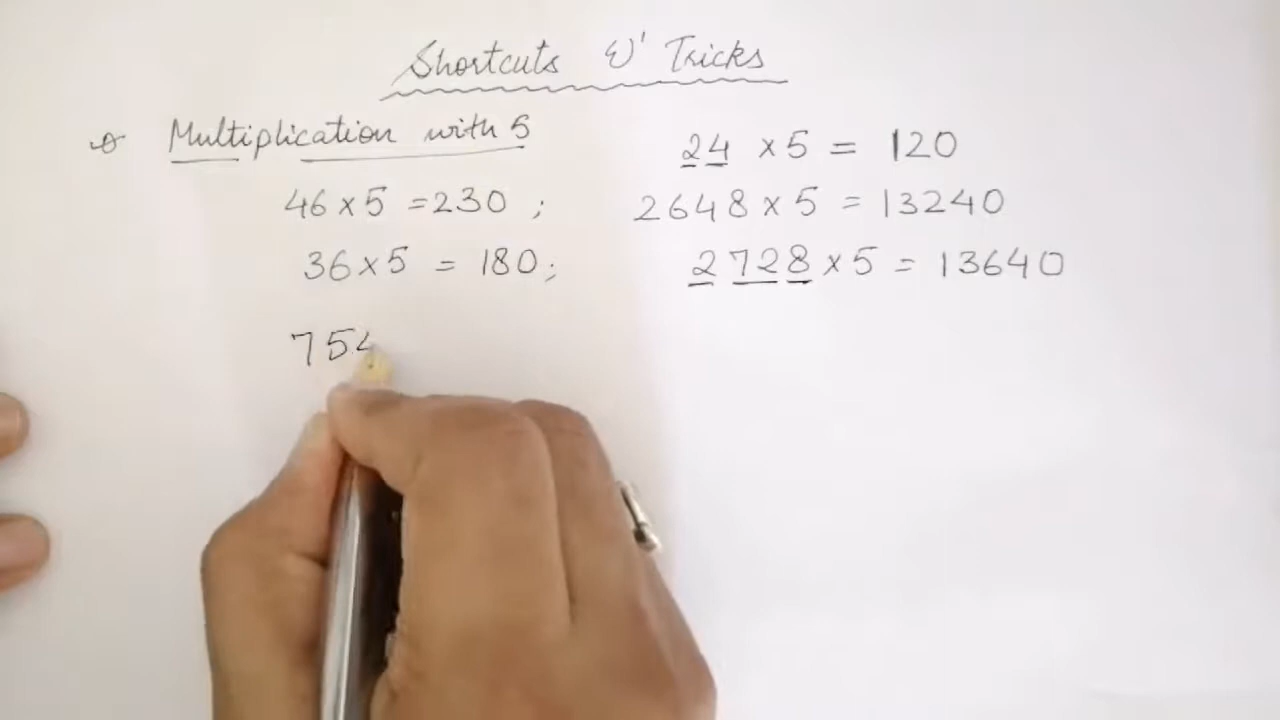 Shortcuts & Tricks
Multiplication with 5
46 x 5 = 230 ;
36 x 5 = 180 ;
754
24 x 5 = 120
2648 x 5 = 13240
2728 x 5 = 13640